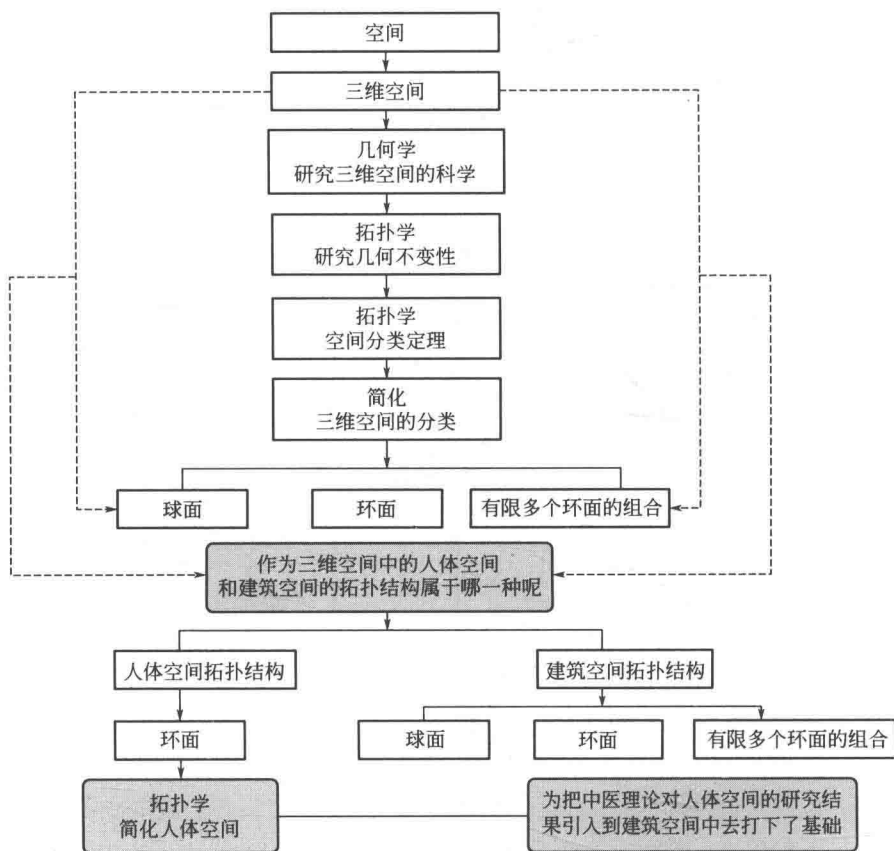 空间
三维空间
几何学
研究三维空间的科学
拓扑学
研究几何不变性
拓扑学
空间分类定理
简化
三维空间的分类
球面
环面
有限多个环面的组合
作为三维空间中的人体空间
和建筑空间的拓扑结构属于哪一种呢
人体空间拓扑结构
建筑空间拓扑结构
环面
球面
环面
有限多个环面的组合
拓扑学
简化人体空间
为把中医理论对人体空间的研究结
果引入到建筑空间中去打下了基础